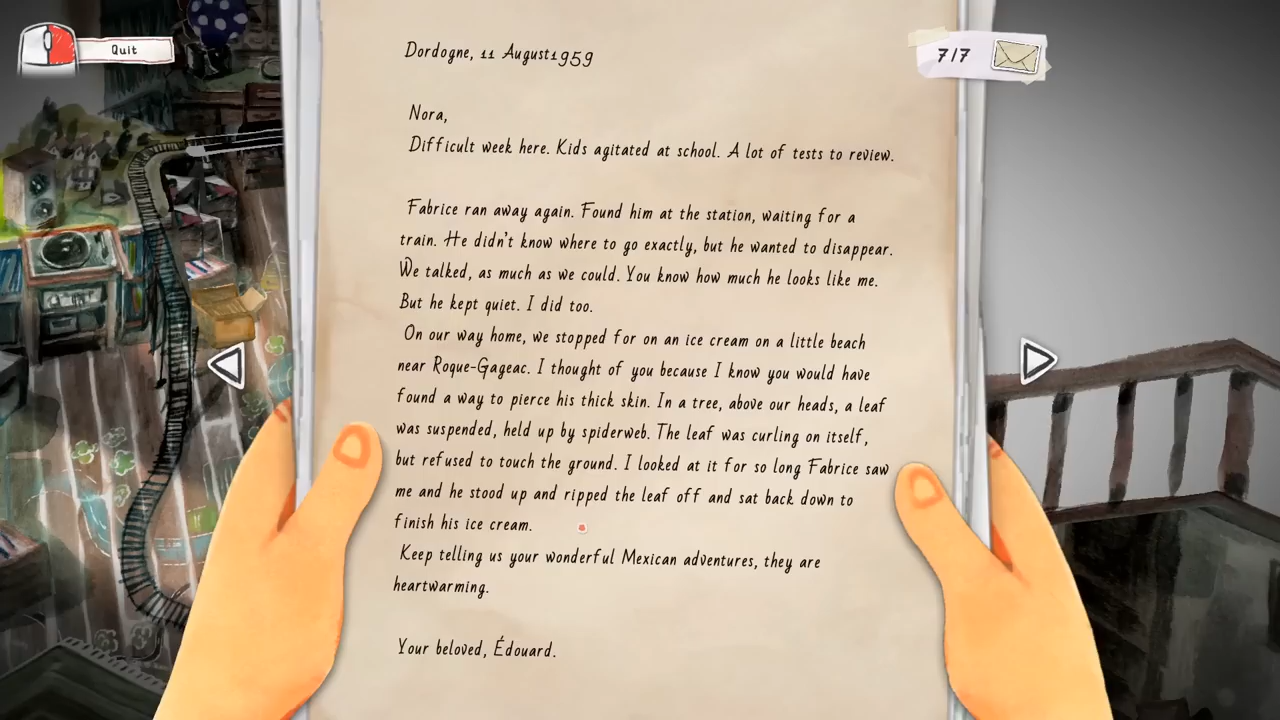 Quit
7/7
Dordogne, 11 August1959
Nora,
Difficult week here. Kids agitated at school. A lot of tests to review.
Fabrice ran away again. Found him at the station, waiting for a
train. He didn't know where to go exactly, but he wanted to disappear.
We talked, as much as we could. You know how much he looks like me.
But he kept quiet. I did too.
On our way home, we stopped for on an ice cream on a little beach
near Roque-Gageac. I thought of you because I know you would have
found a way to pierce his thick skin. In a tree, above our heads, a leaf
was suspended, held up by spiderweb. The leaf was curling on itself,
but refused to touch the ground. I looked at it for so long Fabrice saw
me and he stood up and ripped the leaf off and sat back down to
finish his ice cream.
Keep telling us your wonderful Mexican adventures, they are
heartwarming.
Your beloved, Édouard.